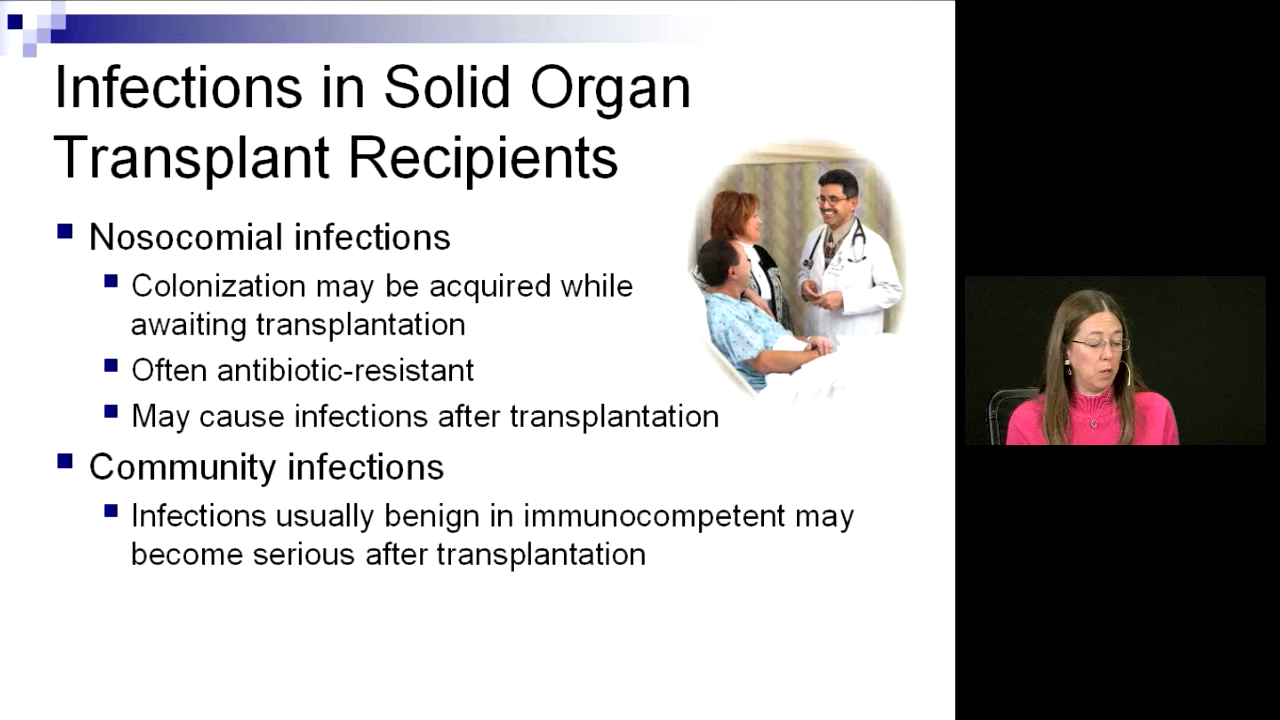 Infections in Solid Organ
Transplant Recipients
Nosocomial infections
Colonization may be acquired while
awaiting transplantation
Often antibiotic-resistant
May cause infections after transplantation
Community infections
Infections usually benign in immunocompetent may
become serious after transplantation